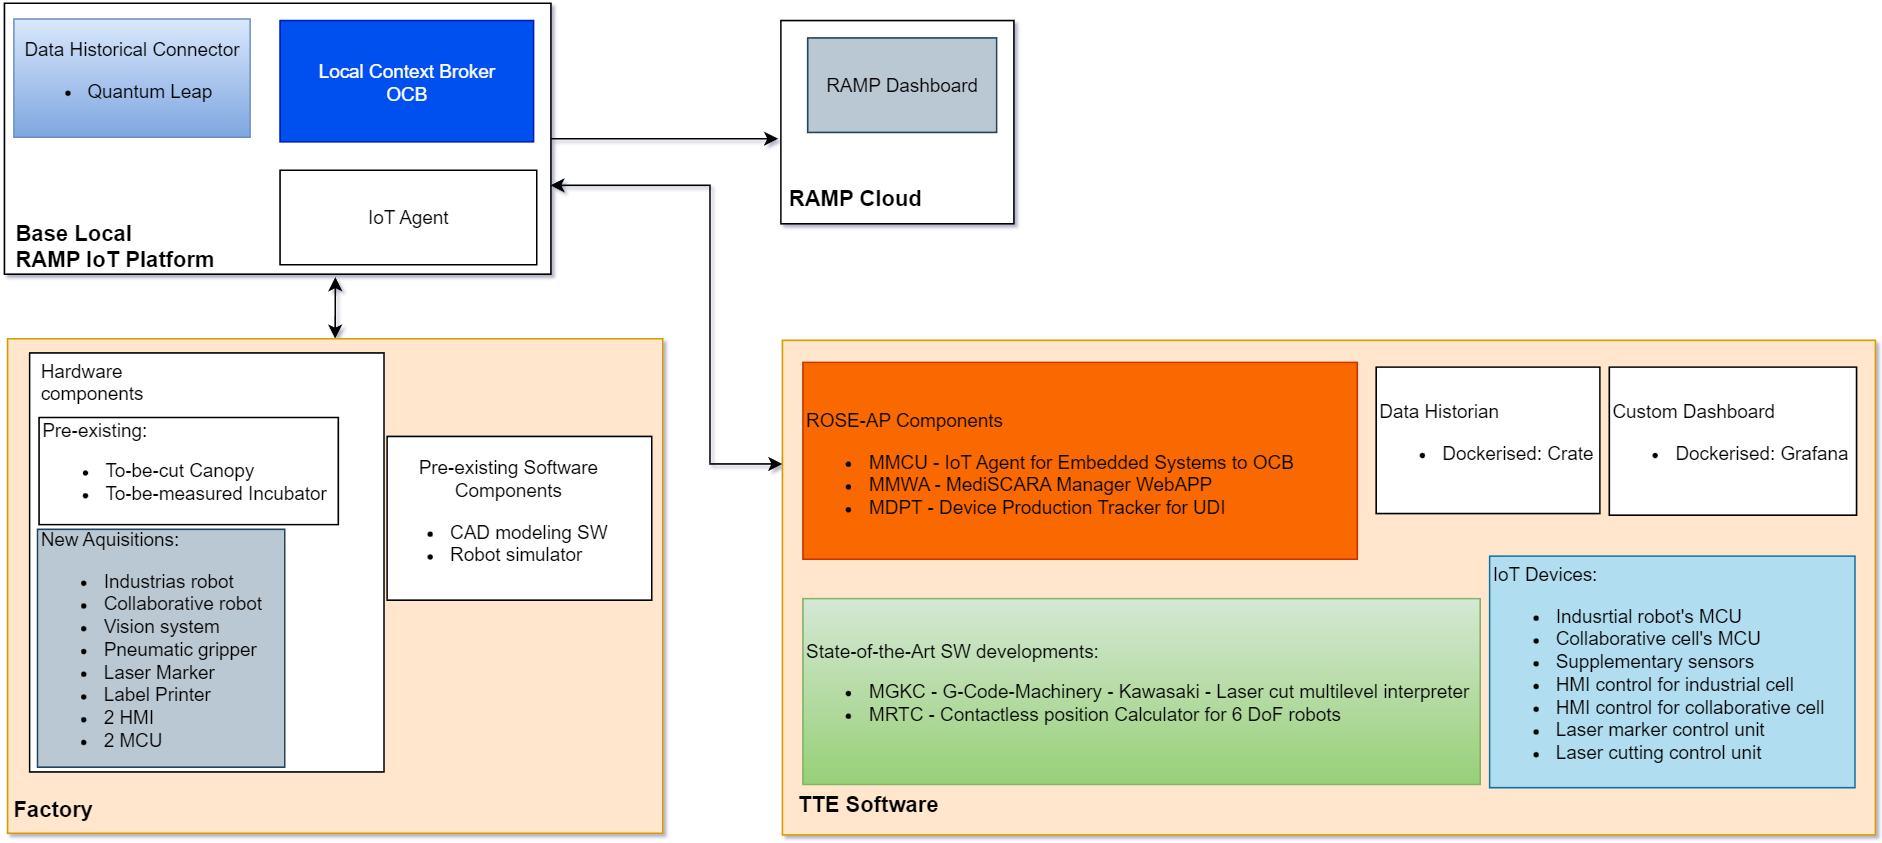 Data Historical Connector
• Quantum Leap
Local Context Broker
OCB
IoT Agent
Base Local
RAMP IoT Platform
RAMP Dashboard
RAMP Cloud
Hardware
components
Pre-existing:
• To-be-cut Canopy
• To-be-measured Incubator
New Aquisitions:
• Industrias robot
• Collaborative robot
• Vision system
• Pneumatic gripper
• Laser Marker
• Label Printer
• 2 HMI
• 2 MCU
Pre-existing Software
Components
• CAD modeling SW
• Robot simulator
Factory
ROSE-AP Components
• MMCU - IoT Agent for Embedded Systems to OCB
• MMWA - MediSCARA Manager WebAPP
• MDPT - Device Production Tracker for UDI
Data Historian
• Dockerised: Crate
Custom Dashboard
• Dockerised: Grafana
State-of-the-Art SW developments:
• MGKC - G-Code-Machinery - Kawasaki - Laser cut multilevel interpreter
• MRTC - Contactless position Calculator for 6 DoF robots
IoT Devices:
• Indusrtial robot's MCU
• Collaborative cell's MCU
• Supplementary sensors
• HMI control for industrial cell
• HMI control for collaborative cell
• Laser marker control unit
• Laser cutting control unit
TTE Software